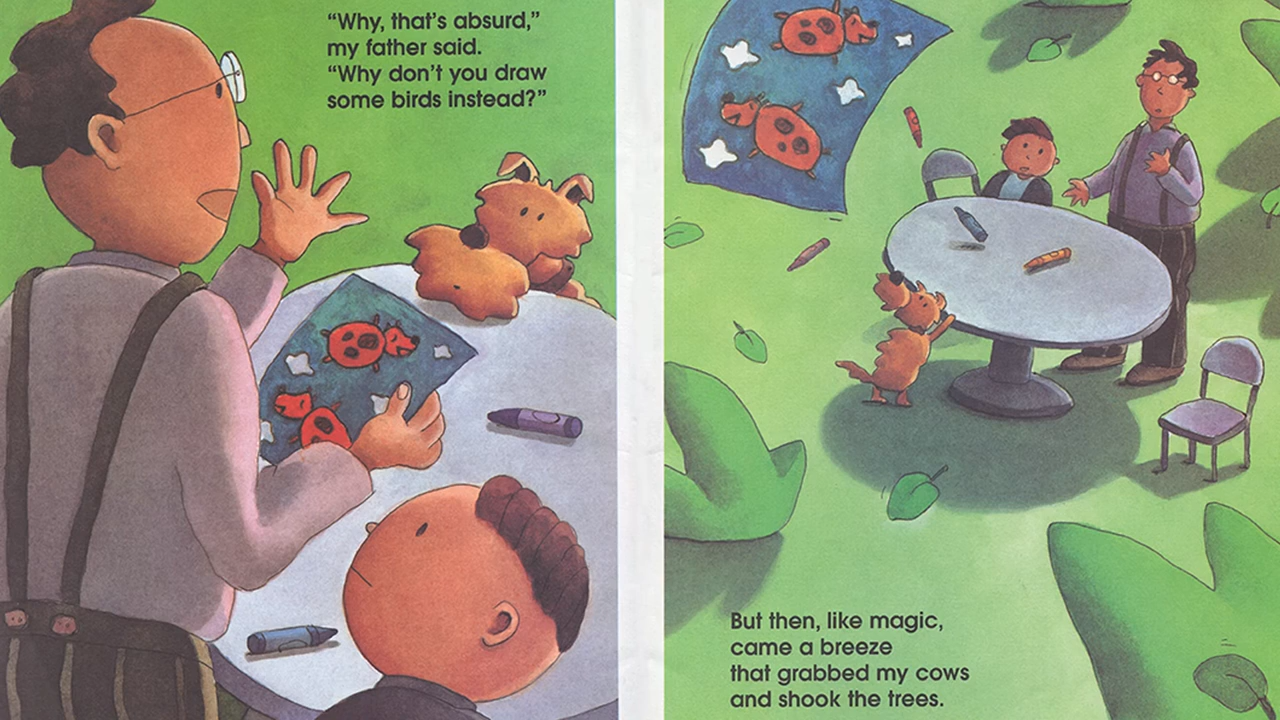 “Why, that’s absurd,”
my father said.
“Why don’t you draw
some birds instead?”
But then, like magic,
came a breeze
that grabbed my cows
and shook the trees.